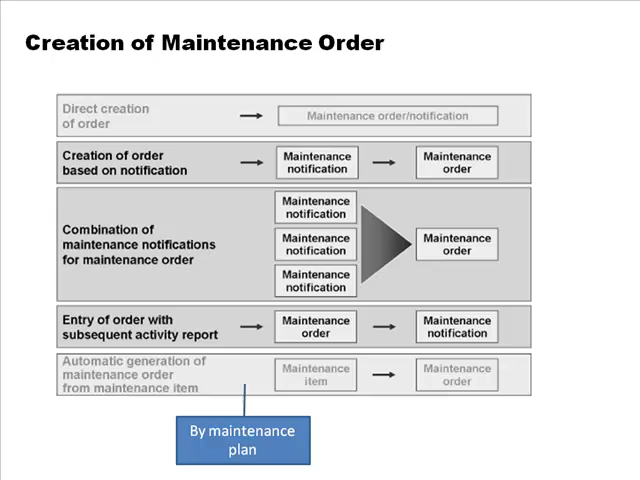 Creation of Maintenance Order
Direct creation
of order
Maintenance order/notification
Creation of order
based on notification
Maintenance
notification
Maintenance
order
Combination of
maintenance notifications
for maintenance order
Maintenance
notification
Maintenance
notification
Maintenance
notification
Maintenance
order
Entry of order with
subsequent activity report
Maintenance
order
Maintenance
notification
Automatic generation of
maintenance order
from maintenance item
Maintenance
item
Maintenance
order
By maintenance
plan